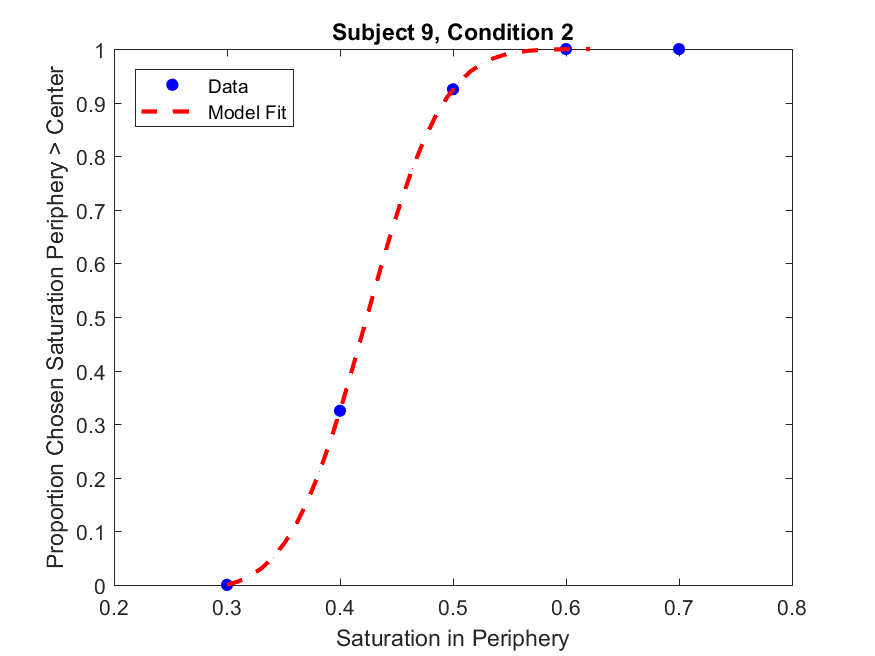 Subject 9, Condition 2
Data
Model Fit
Proportion Chosen Saturation Periphery > Center
1
0.9
0.8
0.7
0.6
0.5
0.4
0.3
0.2
0.1
0
0.2 0.3 0.4 0.5 0.6 0.7 0.8
Saturation in Periphery